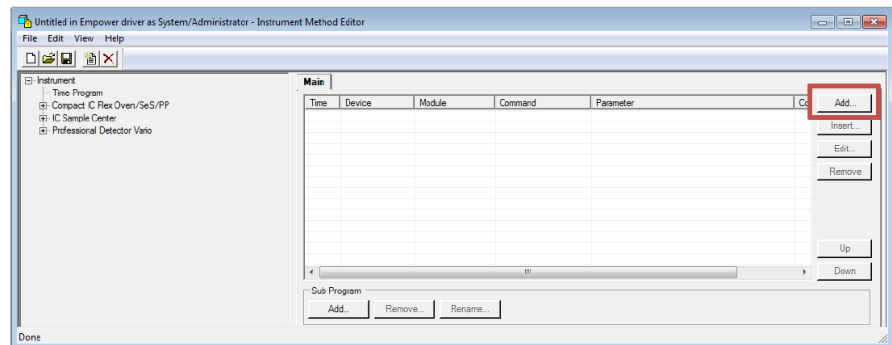 Untitled in Empower driver as System/Administrator - Instrument Method Editor
File Edit View Help
Instrument
Time Program
Compact IC Flex Oven/SeS/PP
IC Sample Center
Professional Detector Vario
Main
Time Device Module Command Parameter Co
Add...
Insert...
Edit...
Remove
Up
Down
Sub Program
Add... Remove... Rename...
Done